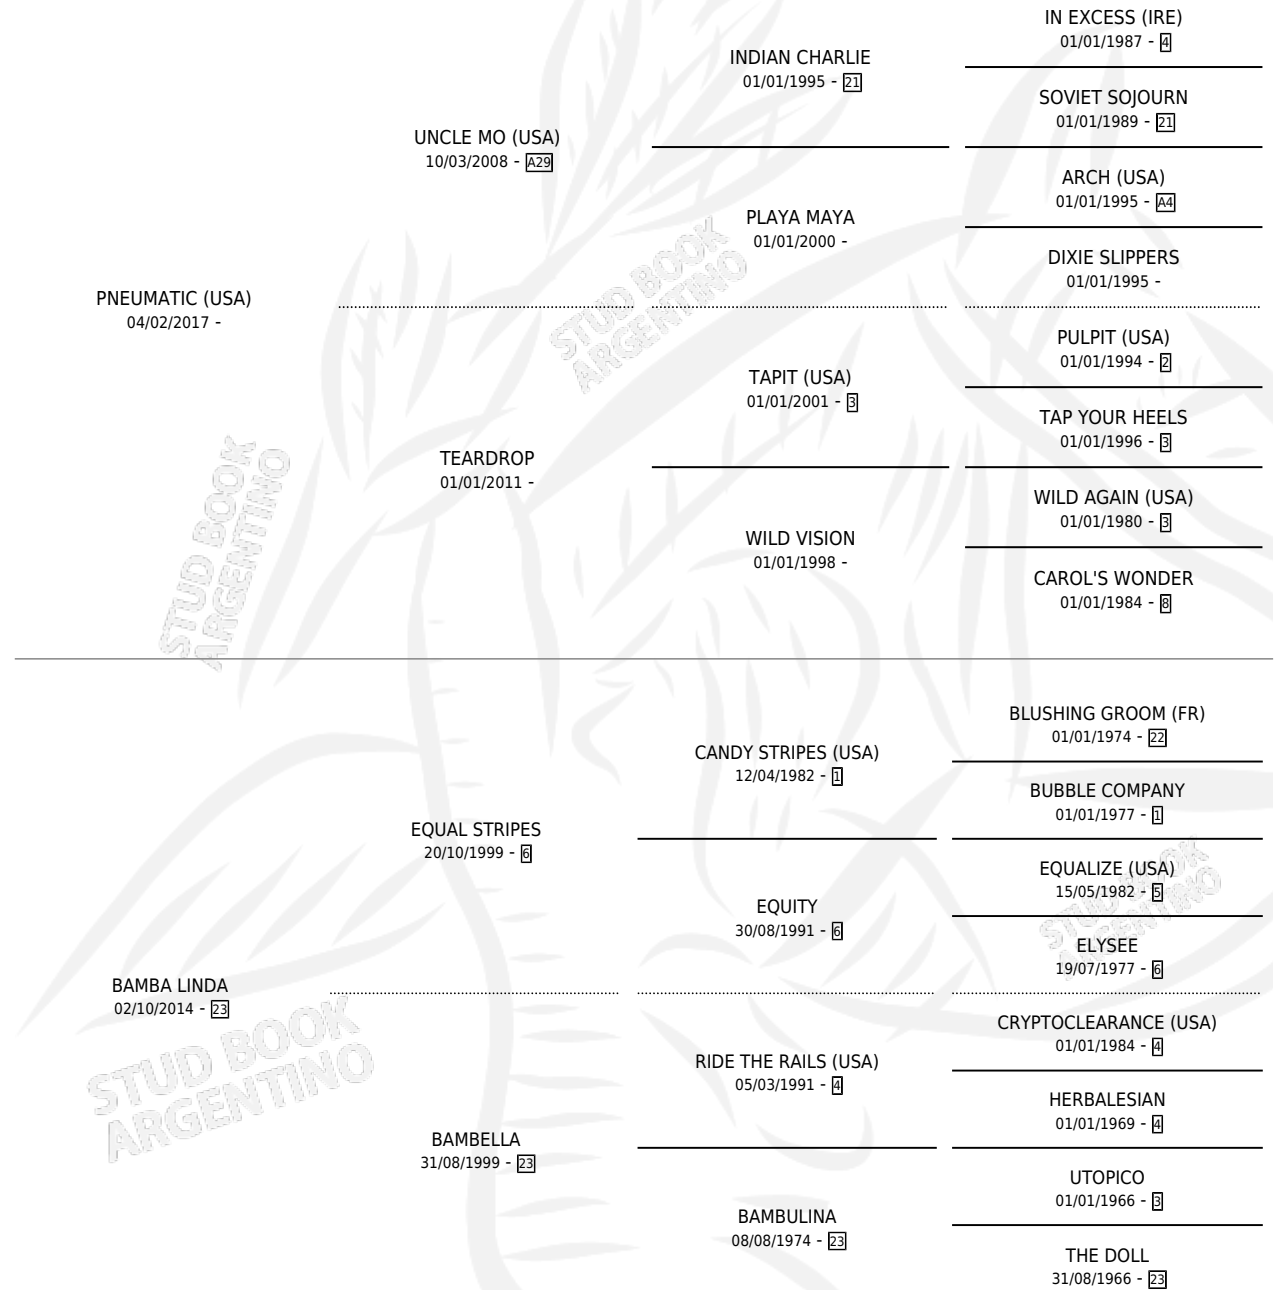 IN EXCESS (IRE)
01/01/1987 - 4
INDIAN CHARLIE
01/01/1995 - 21
SOVIET SOJOURN
01/01/1989 - 21
UNCLE MO (USA)
10/03/2008 - A29
ARCH (USA)
01/01/1995 - A4
PLAYA MAYA
01/01/2000 -
DIXIE SLIPPERS
01/01/1995 -
PNEUMATIC (USA)
04/02/2017 -
PULPIT (USA)
01/01/1994 - 2
TAPIT (USA)
01/01/2001 - 3
TAP YOUR HEELS
01/01/1996 - 3
TEARDROP
01/01/2011 -
WILD AGAIN (USA)
01/01/1980 - 3
WILD VISION
01/01/1998 -
CAROL'S WONDER
01/01/1984 - 8
BLUSHING GROOM (FR)
01/01/1974 - 22
CANDY STRIPES (USA)
12/04/1982 - 1
BUBBLE COMPANY
01/01/1977 - 1
EQUAL STRIPES
20/10/1999 - 6
EQUALIZE (USA)
15/05/1982 - 5
EQUITY
30/08/1991 - 6
ELYSEE
19/07/1977 - 6
BAMBA LINDA
02/10/2014 - 23
CRYPTOCLEARANCE (USA)
01/01/1984 - 4
RIDE THE RAILS (USA)
05/03/1991 - 4
HERBALESIAN
01/01/1969 - 4
BAMBELLA
31/08/1999 - 23
UTOPICO
01/01/1966 - 3
BAMBULINA
08/08/1974 - 23
THE DOLL
31/08/1966 - 23
STUD BOOK
ARGENTINO
STUD BOOK
ARGENTINO
STUD BOOK
ARGENTINO
STUD BOOK
ARGENTINO